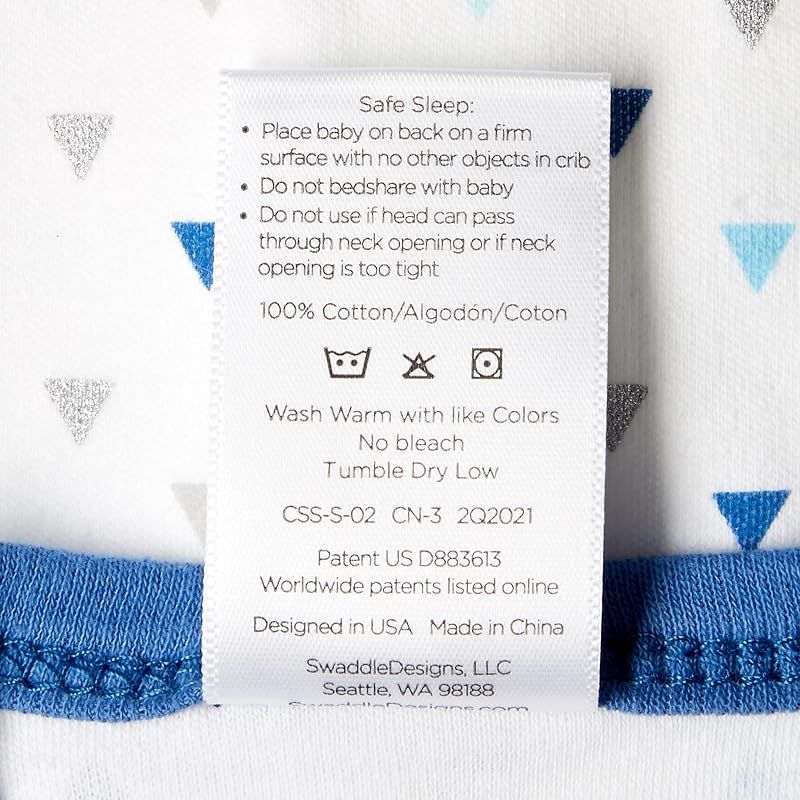 Safe Sleep:
• Place baby on back on a firm
surface with no other objects in crib
• Do not bedshare with baby
• Do not use if head can pass
through neck opening or if neck
opening is too tight
100% Cotton/Algodón/Coton
Wash Warm with like Colors
No bleach
Tumble Dry Low
CSS-S-02 CN-3 2Q2021
Patent US D883613
Worldwide patents listed online
Designed in USA Made in China
SwaddleDesigns, LLC
Seattle, WA 98188
SwaddleDesigns.com